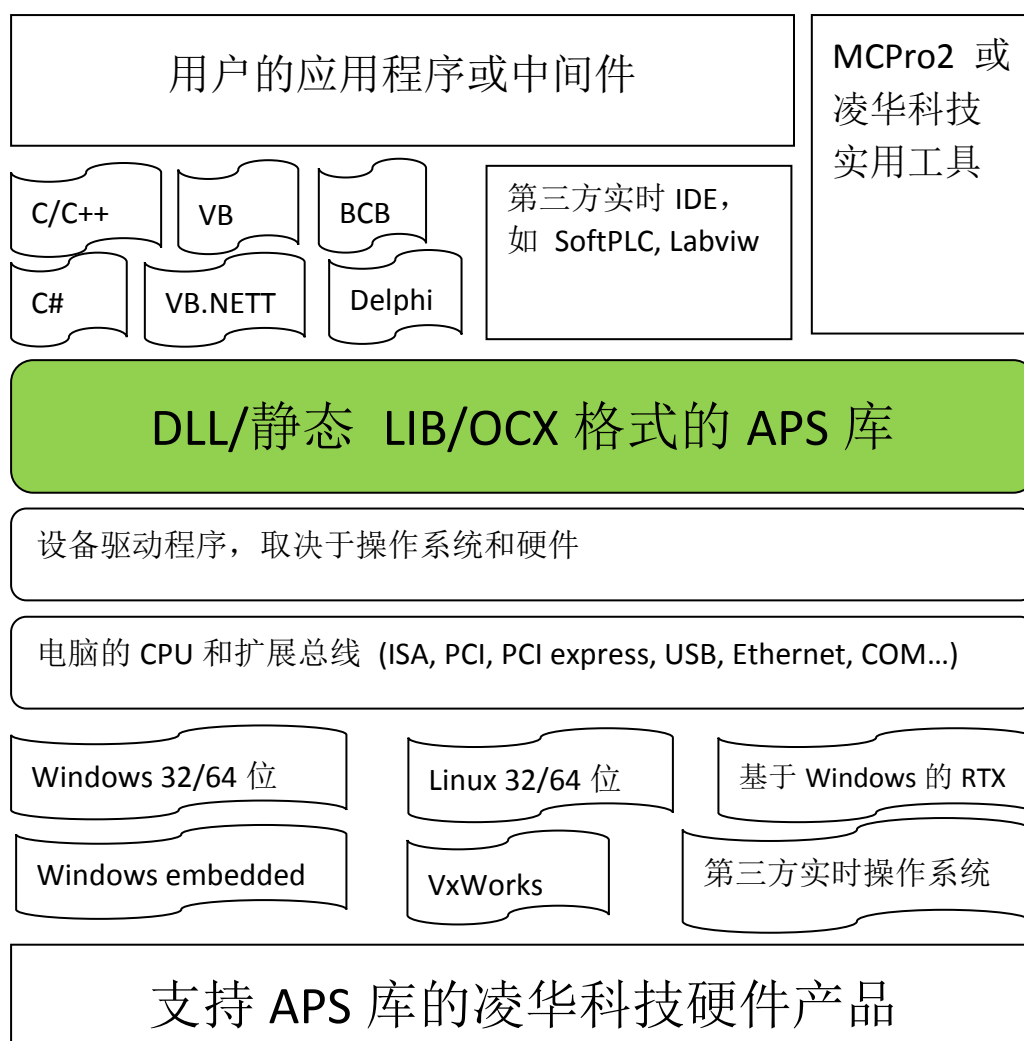 用户的应用程序或中间件
MCPro2 或
凌华科技
实用工具
C/C++
VB
BCB
第三方实时 IDE，
如 SoftPLC, Labviw
C#
VB.NETT
Delphi
DLL/静态 LIB/OCX 格式的 APS 库
设备驱动程序，取决于操作系统和硬件
电脑的 CPU 和扩展总线 (ISA, PCI, PCI express, USB, Ethernet, COM…)
Windows 32/64 位
Linux 32/64 位
基于 Windows 的 RTX
Windows embedded
VxWorks
第三方实时操作系统
支持 APS 库的凌华科技硬件产品